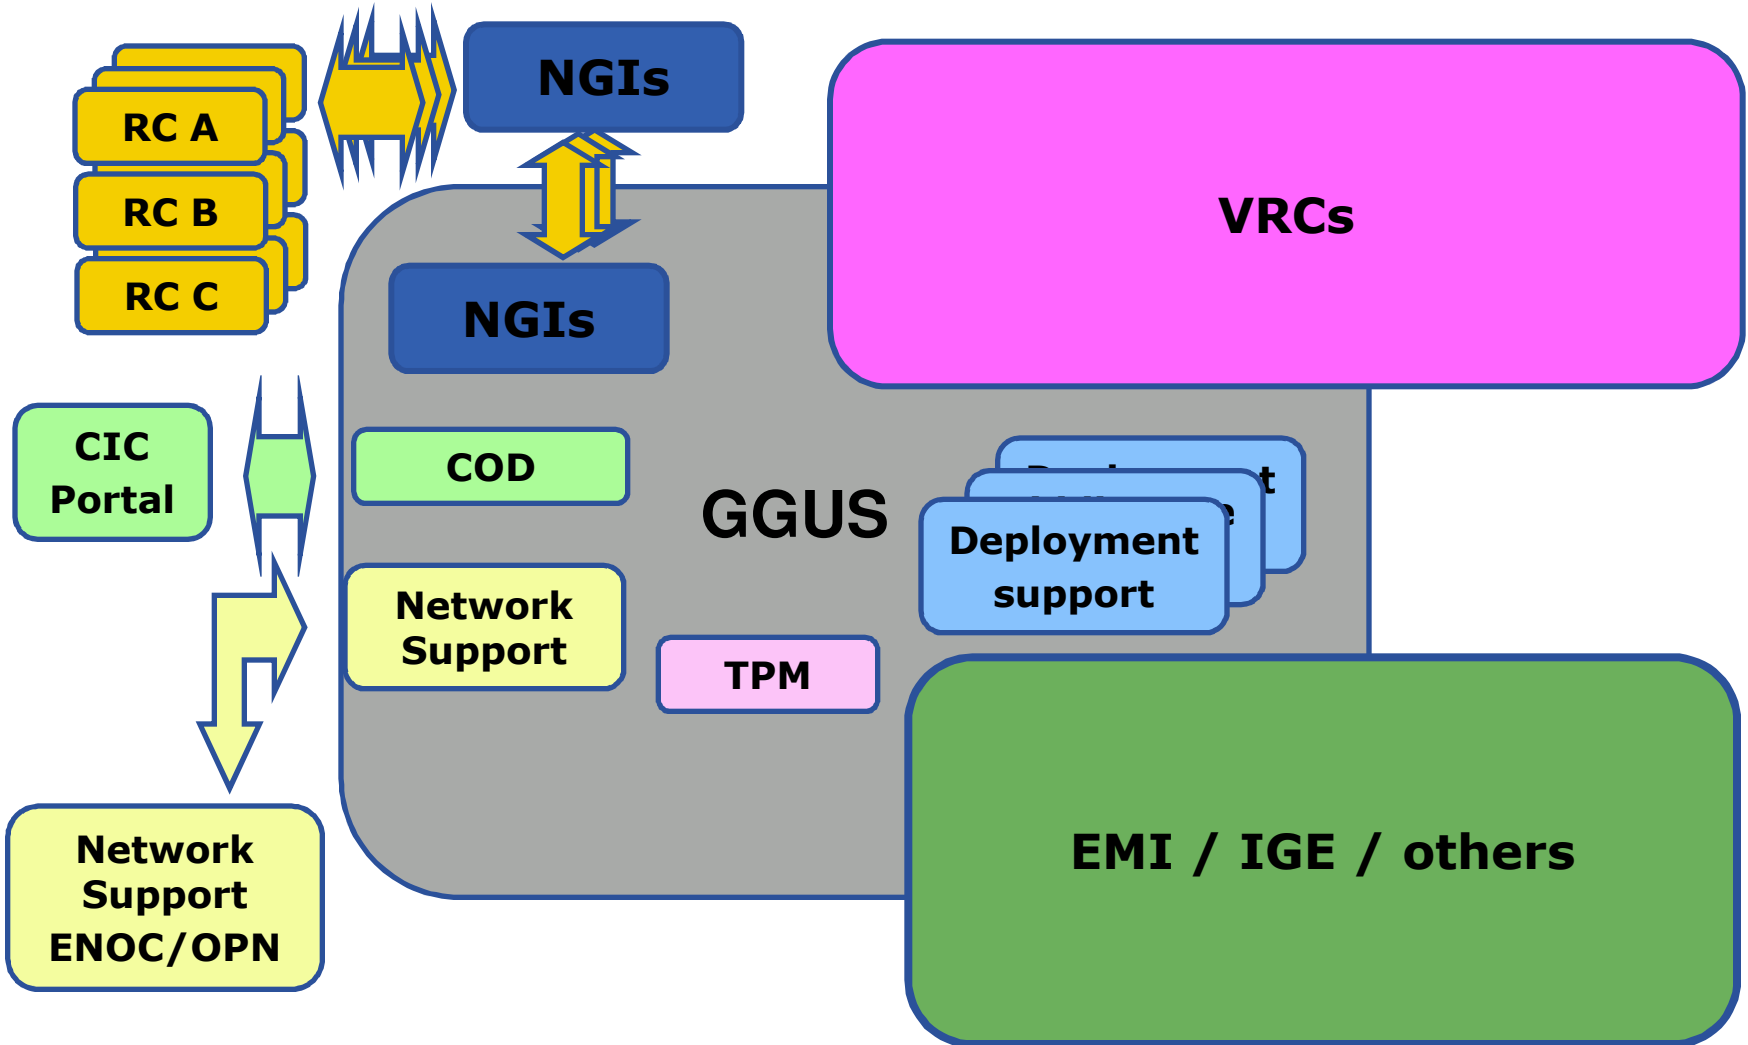 NGIs
RC A
RC B
RC C
VRCs
NGIs
CIC
Portal
COD
GGUS
Deployment
support
Network
Support
TPM
Network
Support
ENOC/OPN
EMI / IGE / others